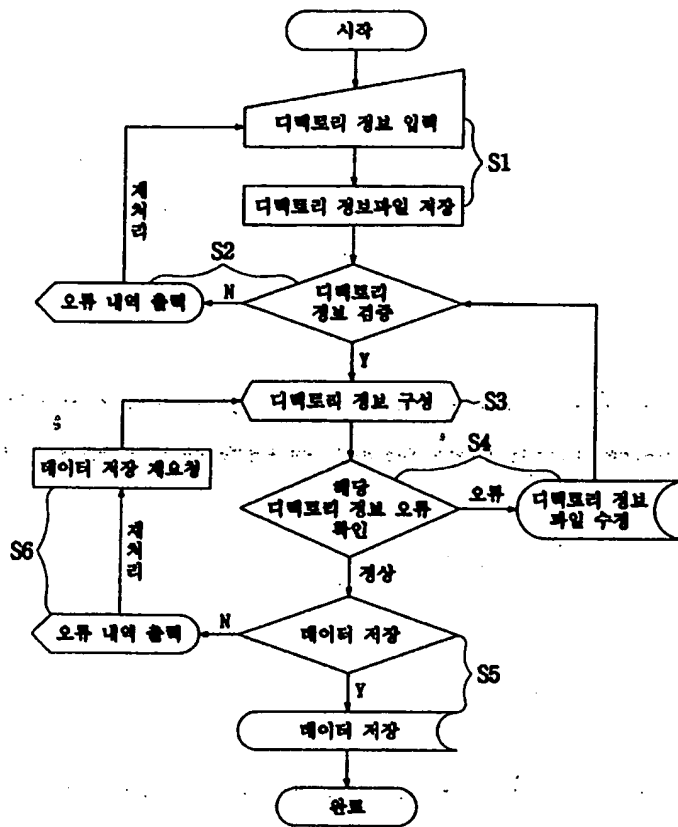 시작
디렉토리 정보 입력
S1
재처리
디렉토리 정보파일 저장
S2
오류 내역 출력
N
디렉토리
정보 검증
Y
디렉토리 정보 구성
S3
데이터 저장 재요청
S4
해당
디렉토리 정보 오류
확인
오류
디렉토리 정보
파일 수정
S6
재처리
정상
오류 내역 출력
N
데이터 저장
S5
Y
데이터 저장
완료